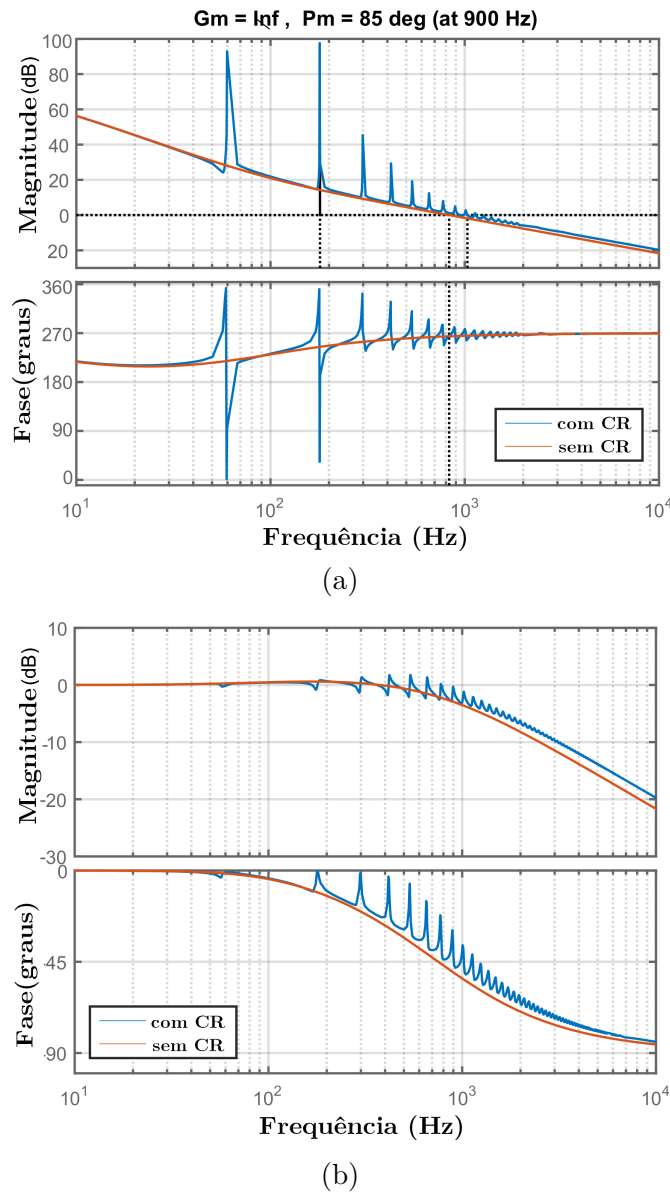 Gm = Inf , Pm = 85 deg (at 900 Hz)
Magnitude(dB)
100
80
60
40
20
0
20
Fase(graus)
360
270
180
90
0
com CR
sem CR
10^1
10^2
10^3
10^4
Frequência (Hz)
(a)
Magnitude(dB)
10
0
-10
-20
-30
Fase(graus)
0
-45
-90
com CR
sem CR
10^1
10^2
10^3
10^4
Frequência (Hz)
(b)